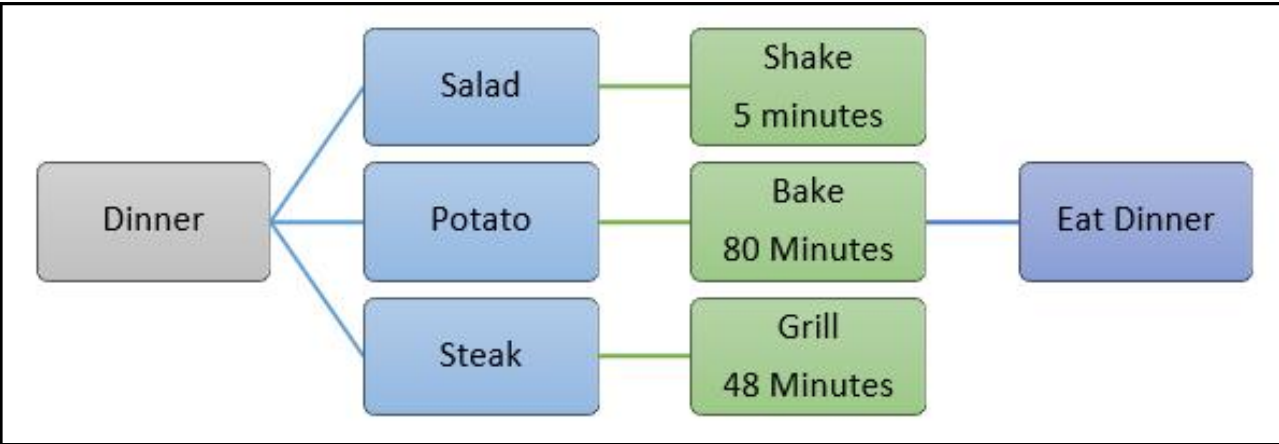 Dinner
Salad
Shake
5 minutes
Potato
Bake
80 Minutes
Steak
Grill
48 Minutes
Eat Dinner